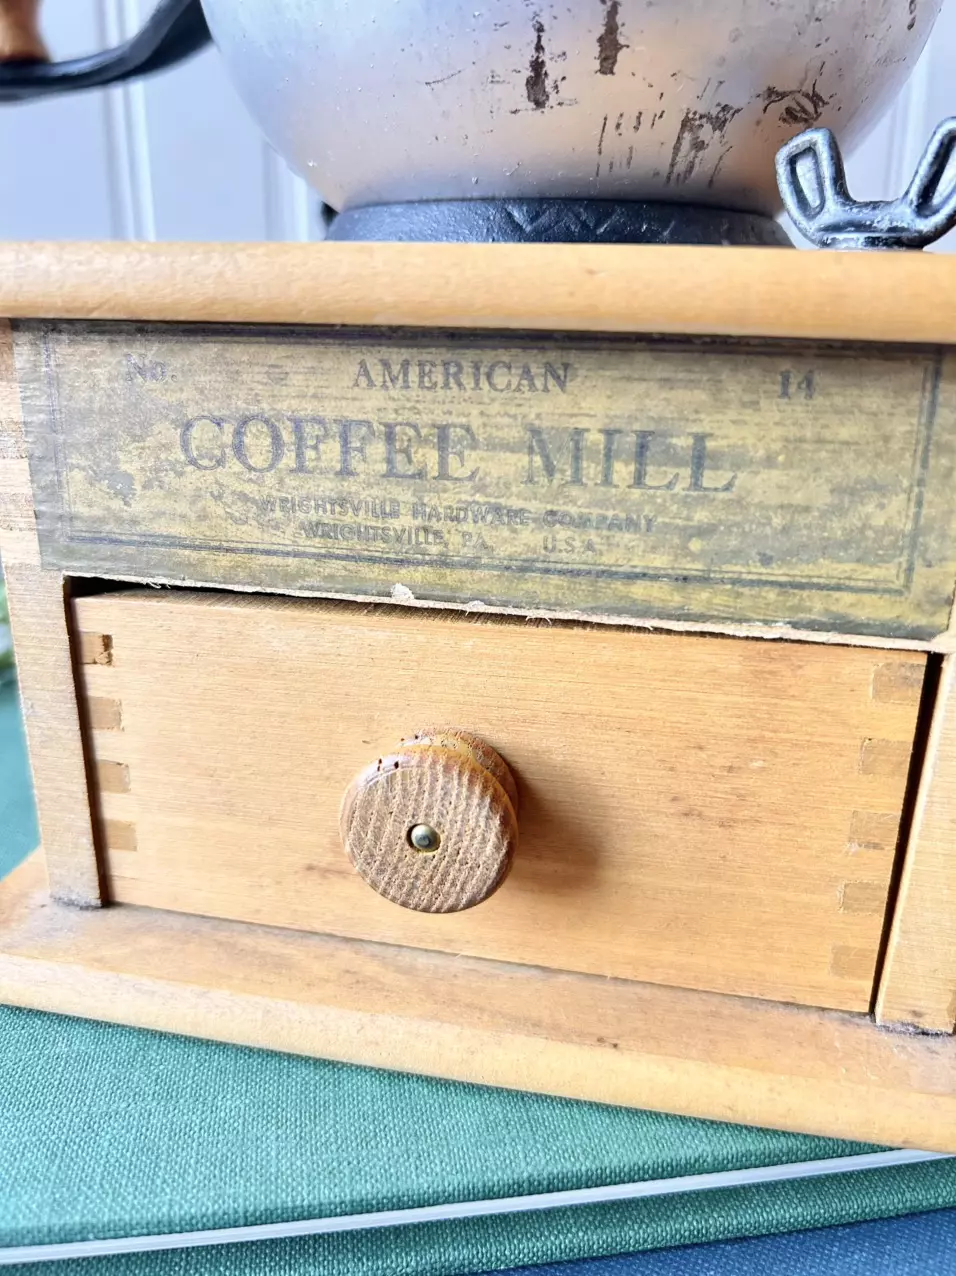 No. AMERICAN 14
COFFEE MILL
WRIGHTSVILLE HARDWARE COMPANY
WRIGHTSVILLE, PA. U.S.A.